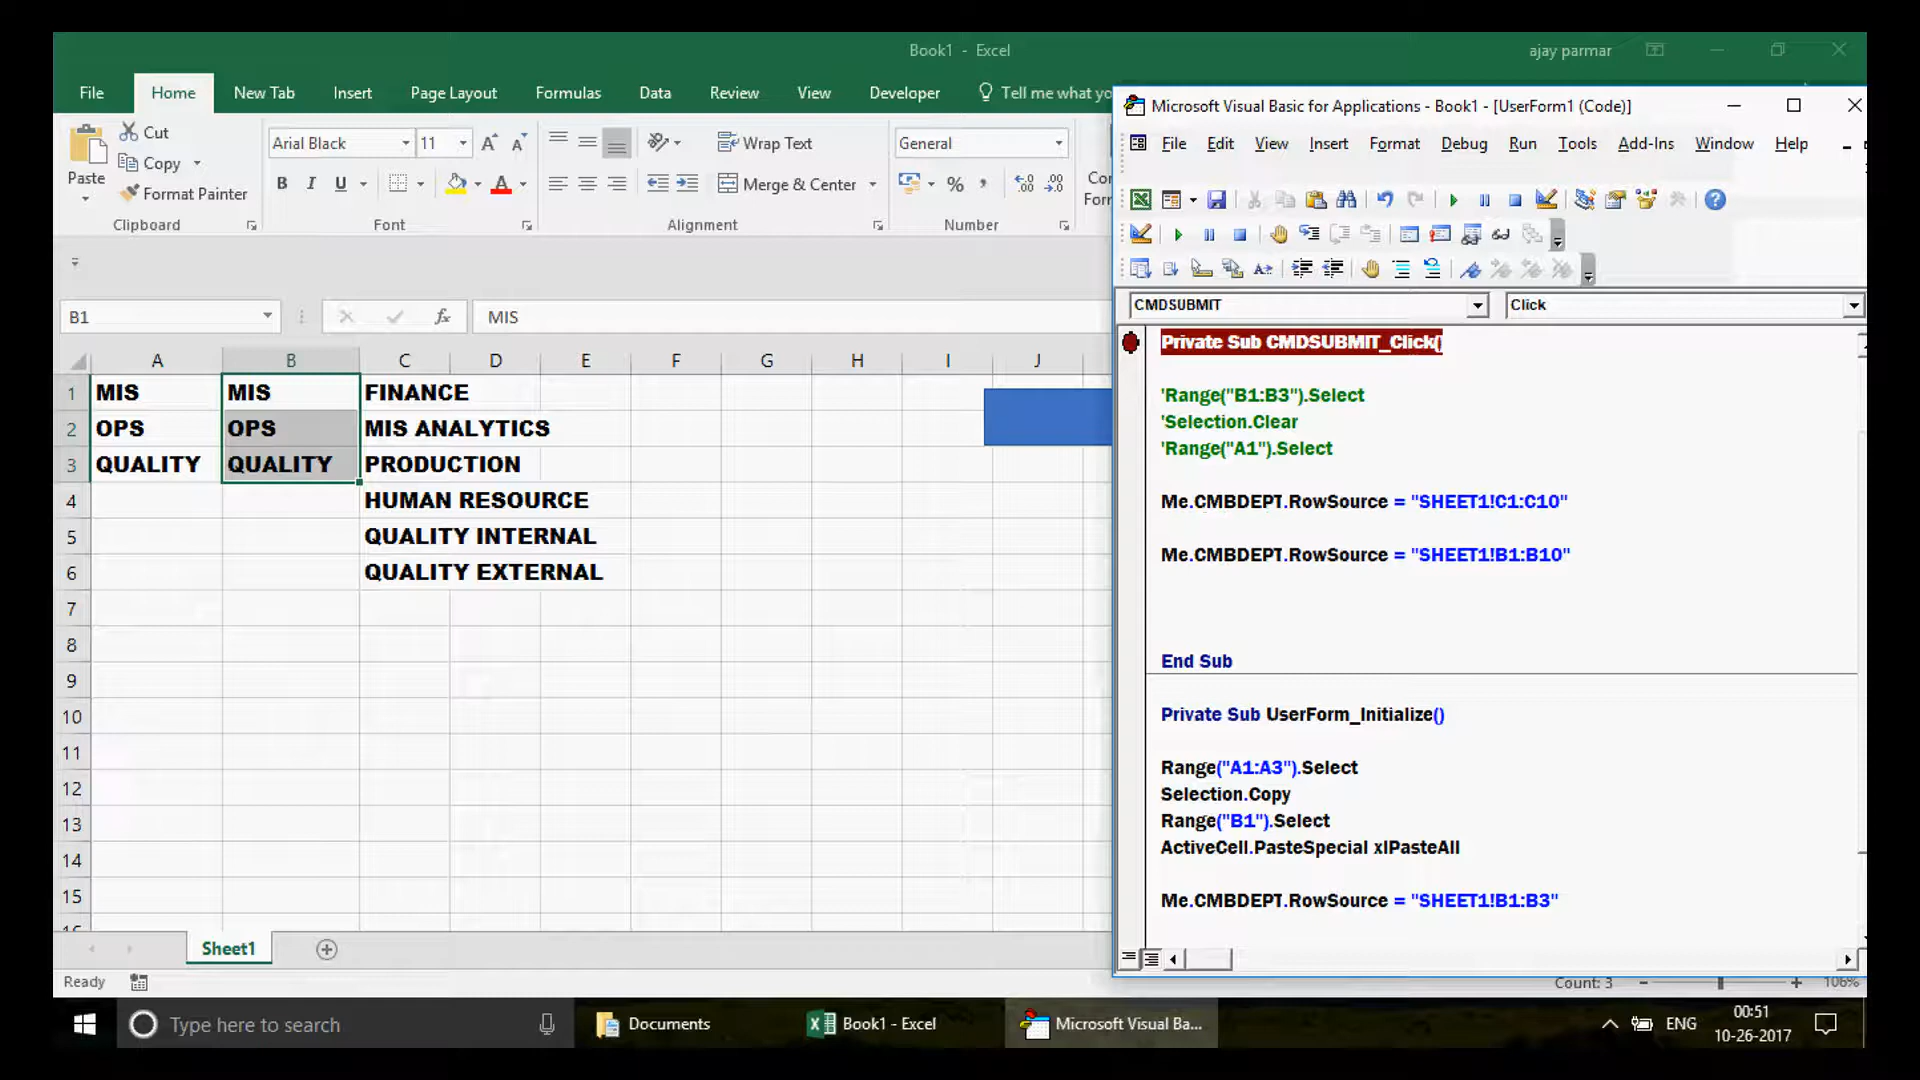 Book1 - Excel
ajay parmar
File Home New Tab Insert Page Layout Formulas Data Review View Developer Tell me what yo
Cut
Copy
Format Painter
Paste
Clipboard
Arial Black 11
B I U
A
Font
Wrap Text
Merge & Center
Alignment
General
% ,
Number
B1
fx
MIS
A B C D E F G H I J
1 MIS MIS FINANCE
2 OPS OPS MIS ANALYTICS
3 QUALITY QUALITY PRODUCTION
4 HUMAN RESOURCE
5 QUALITY INTERNAL
6 QUALITY EXTERNAL
7
8
9
10
11
12
13
14
15
Sheet1
Ready
Count: 3
106%
Microsoft Visual Basic for Applications - Book1 - [UserForm1 (Code)]
File Edit View Insert Format Debug Run Tools Add-Ins Window Help
CMDSUBMIT
Click
Private Sub CMDSUBMIT_Click()
'Range("B1:B3").Select
'Selection.Clear
'Range("A1").Select
Me.CMBDEPT.RowSource = "SHEET1!C1:C10"
Me.CMBDEPT.RowSource = "SHEET1!B1:B10"
End Sub
Private Sub UserForm_Initialize()
Range("A1:A3").Select
Selection.Copy
Range("B1").Select
ActiveCell.PasteSpecial xlPasteAll
Me.CMBDEPT.RowSource = "SHEET1!B1:B3"
Type here to search
Documents
Book1 - Excel
Microsoft Visual Ba...
ENG
00:51
10-26-2017